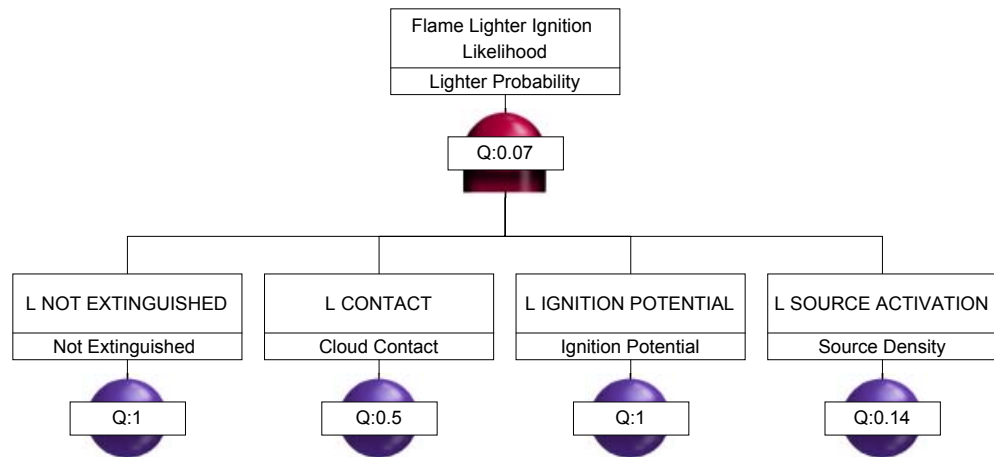 Flame Lighter Ignition
Likelihood
Lighter Probability
Q:0.07
L NOT EXTINGUISHED
L CONTACT
L IGNITION POTENTIAL
L SOURCE ACTIVATION
Not Extinguished
Cloud Contact
Ignition Potential
Source Density
Q:1
Q:0.5
Q:1
Q:0.14